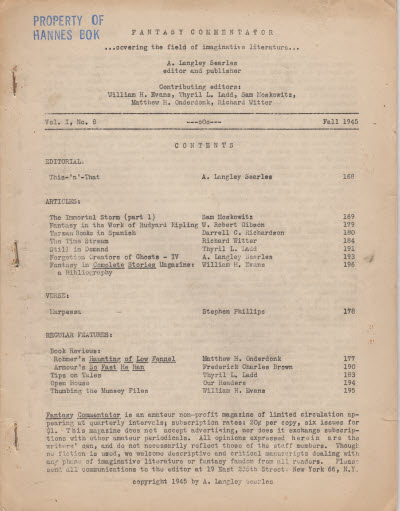 PROPERTY OF
HANNES BOK
FANTASY COMMENTATOR
...covering the field of imaginative literature...
A. Langley Searles
editor and publisher
Contributing editors:
William H. Evans, Thyril L. Ladd, Sam Moskowitz,
Matthew H. Onderdonk, Richard Witter
Vol. I, No. 8 ---oOo--- Fall 1945
CONTENTS
EDITORIAL:
This-'n'-That A. Langley Searles 168
ARTICLES:
The Immortal Storm (part 1) Sam Moskowitz 169
Fantasy in the Work of Rudyard Kipling W. Robert Gibson 179
Tarzan Books in Spanish Darrell C. Richardson 180
The Time Stream Richard Witter 184
Still in Demand Thyril L. Ladd 191
Forgotten Creators of Ghosts - IV A. Langley Searles 193
Fantasy in Complete Stories Magazine: William H. Evans 196
a Bibliography
VERSE:
Marpessa Stephen Phillips 178
REGULAR FEATURES:
Book Reviews:
Rohmer's Haunting of Low Fennel Matthew H. Onderdonk 177
Armour's So Fast He Ran Frederick Charles Brown 190
Tips on Tales Thyril L. Ladd 183
Open House Our Readers 194
Thumbing the Munsey Files William H. Evans 195
Fantasy Commentator is an amateur non-profit magazine of limited circulation ap-
pearing at quarterly intervals; subscription rates: 20¢ per copy, six issues for
$1. This magazine does not accept advertising, nor does it exchange subscrip-
tions with other amateur periodicals. All opinions expressed herein are the
writers' own, and do not necessarily reflect those of the staff members. Though
no fiction is used, we welcome descriptive and critical manuscripts dealing with
any phase of imaginative literature or fantasy fandom from all readers. Please
send all communications to the editor at 19 East 235th Street, New York 66, N.Y.
copyright 1945 by A. Langley Searles